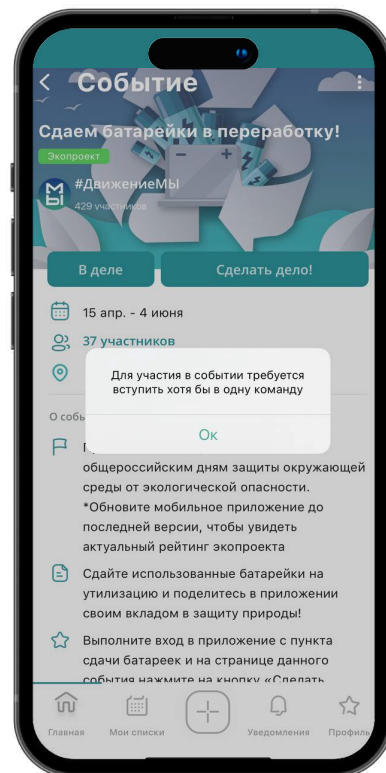 Событие
Сдаем батарейки в переработку!
Экопроект
#ДвижениеМЫ
429 участников
В деле
Сделать дело!
15 апр. - 4 июня
37 участников
Для участия в событии требуется
вступить хотя бы в одну команду
Ок
О собы
общероссийским дням защиты окружающей
среды от экологической опасности.
*Обновите мобильное приложение до
последней версии, чтобы увидеть
актуальный рейтинг экопроекта
Сдайте использованные батарейки на
утилизацию и поделитесь в приложении
своим вкладом в защиту природы!
Выполните вход в приложение с пункта
сдачи батареек и на странице данного
события нажмите на кнопку «Сделать
Главная
Мои списки
Уведомления
Профиль